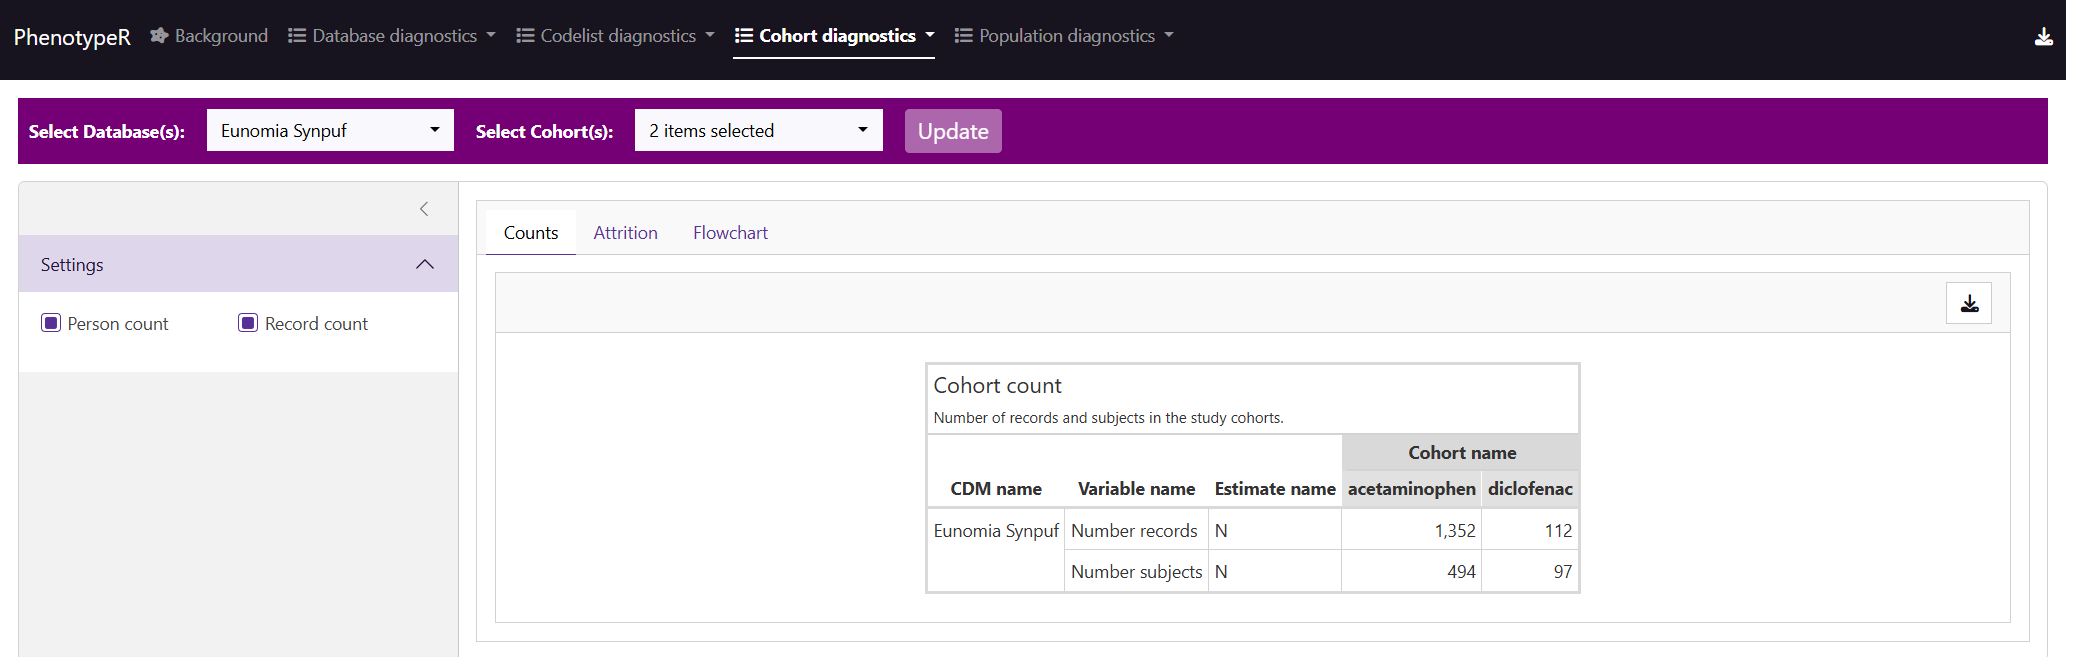 PhenotypeR Background Database diagnostics Codelist diagnostics Cohort diagnostics Population diagnostics
Select Database(s): Eunomia Synpuf Select Cohort(s): 2 items selected Update
Counts Attrition Flowchart
Settings
Person count Record count
Cohort count
Number of records and subjects in the study cohorts.
Cohort name
CDM name Variable name Estimate name acetaminophen diclofenac
Eunomia Synpuf Number records N 1,352 112
Number subjects N 494 97